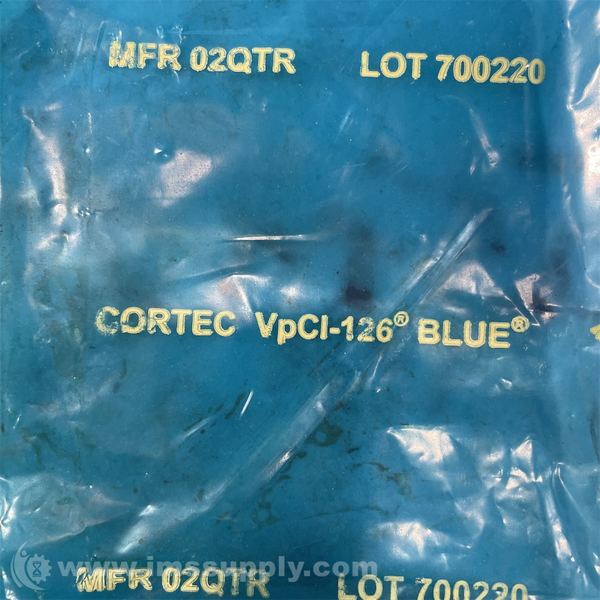 MFR 02QTR LOT 700220
CORTEC VpCI-126® BLUE®
www.imssupply.com
MFR 02QTR LOT 700220